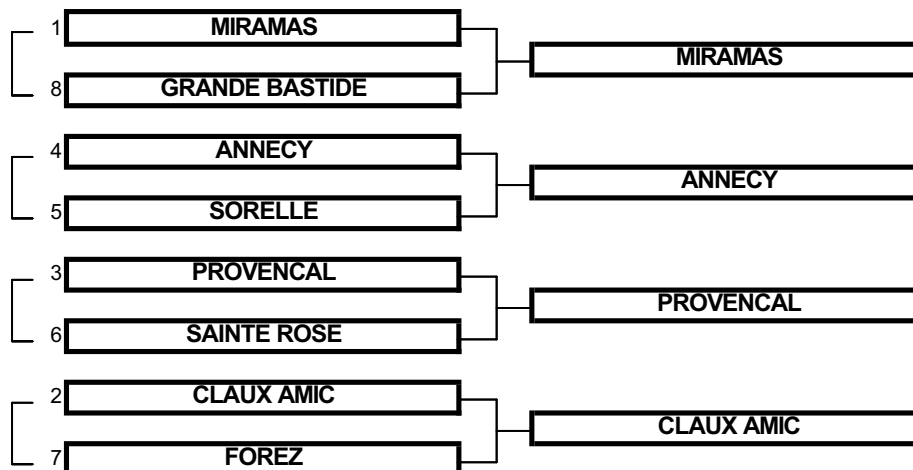 1 MIRAMAS
MIRAMAS
8 GRANDE BASTIDE
4 ANNECY
ANNECY
5 SORELLE
3 PROVENCAL
PROVENCAL
6 SAINTE ROSE
2 CLAUX AMIC
CLAUX AMIC
7 FOREZ